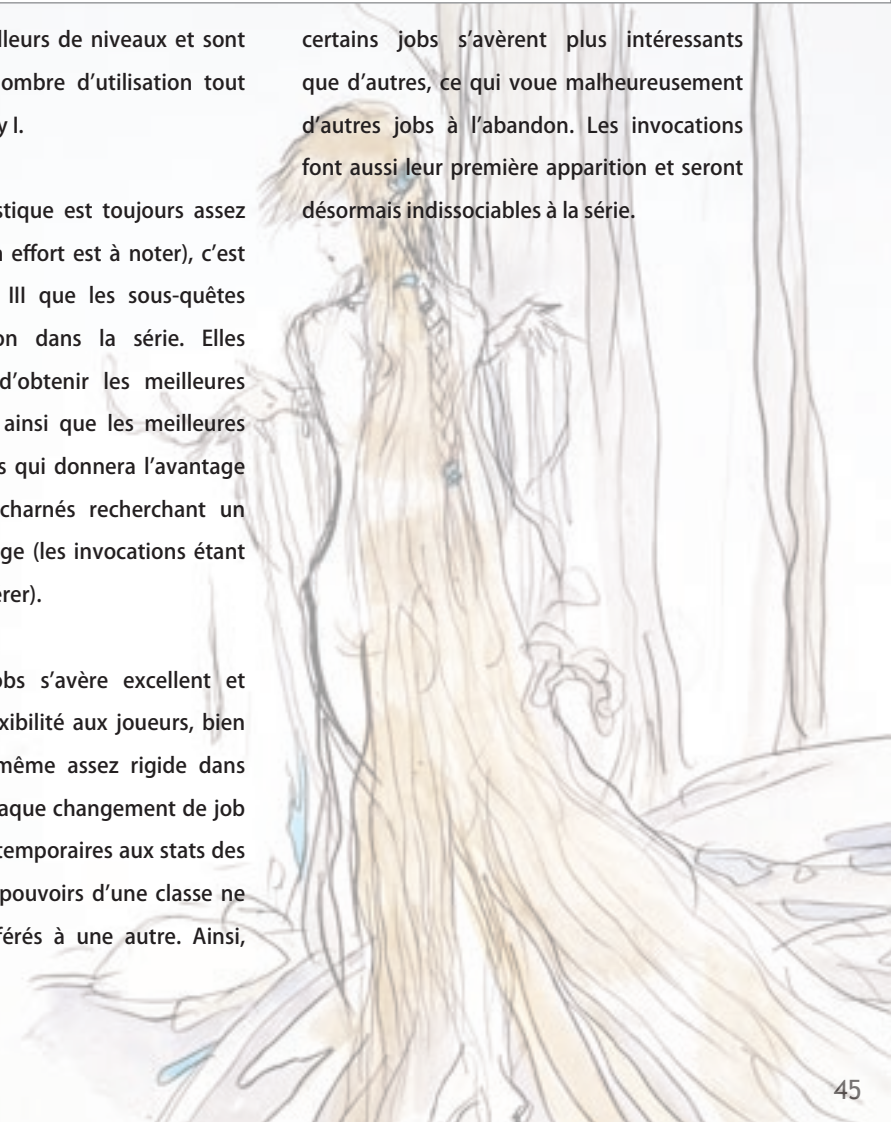 lleurs de niveaux et sont
ombre d'utilisation tout
y I.
stique est toujours assez
n effort est à noter), c'est
III que les sous-quêtes
on dans la série. Elles
d'obtenir les meilleures
ainsi que les meilleures
s qui donnera l'avantage
charnés recherchant un
ge (les invocations étant
érer).
obs s'avère excellent et
xibilité aux joueurs, bien
même assez rigide dans
aque changement de job
temporaires aux stats des
pouvoirs d'une classe ne
férés à une autre. Ainsi,
certains jobs s'avèrent plus intéressants
que d'autres, ce qui voue malheureusement
d'autres jobs à l'abandon. Les invocations
font aussi leur première apparition et seront
désormais indissociables à la série.
45